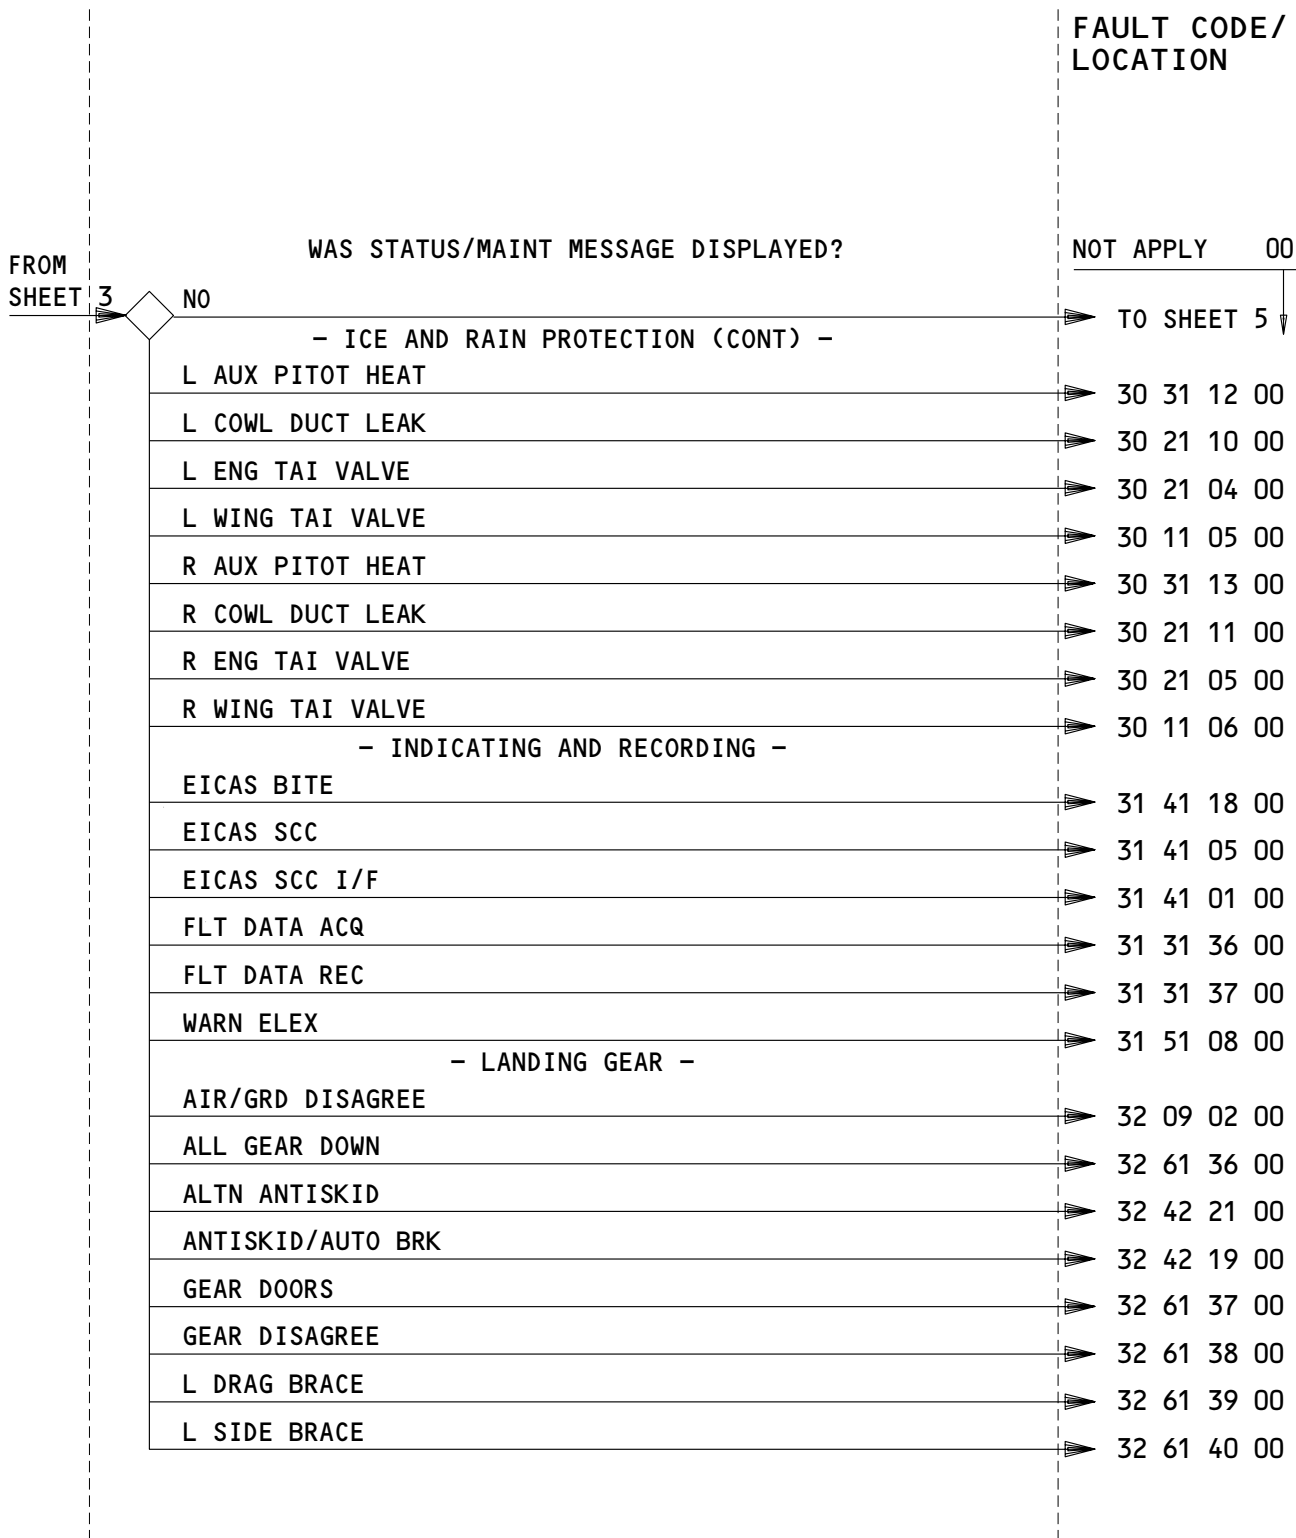 FAULT CODE/
LOCATION
WAS STATUS/MAINT MESSAGE DISPLAYED?
NOT APPLY 00
FROM
SHEET 3
NO
TO SHEET 5
– ICE AND RAIN PROTECTION (CONT) –
L AUX PITOT HEAT 30 31 12 00
L COWL DUCT LEAK 30 21 10 00
L ENG TAI VALVE 30 21 04 00
L WING TAI VALVE 30 11 05 00
R AUX PITOT HEAT 30 31 13 00
R COWL DUCT LEAK 30 21 11 00
R ENG TAI VALVE 30 21 05 00
R WING TAI VALVE 30 11 06 00
– INDICATING AND RECORDING –
EICAS BITE 31 41 18 00
EICAS SCC 31 41 05 00
EICAS SCC I/F 31 41 01 00
FLT DATA ACQ 31 31 36 00
FLT DATA REC 31 31 37 00
WARN ELEX 31 51 08 00
– LANDING GEAR –
AIR/GRD DISAGREE 32 09 02 00
ALL GEAR DOWN 32 61 36 00
ALTN ANTISKID 32 42 21 00
ANTISKID/AUTO BRK 32 42 19 00
GEAR DOORS 32 61 37 00
GEAR DISAGREE 32 61 38 00
L DRAG BRACE 32 61 39 00
L SIDE BRACE 32 61 40 00